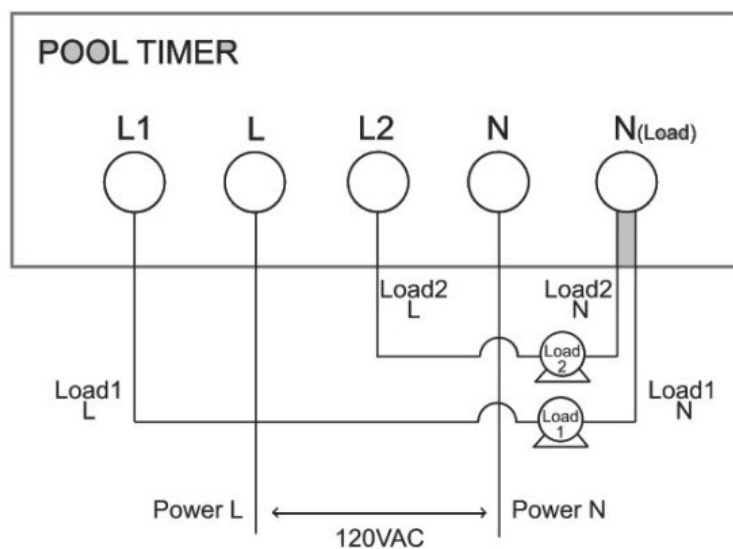 POOL TIMER
L1 L L2 N N(Load)
Load2
L
Load2
N
Load
2
Load1
L
Load
1
Load1
N
Power L
120VAC
Power N